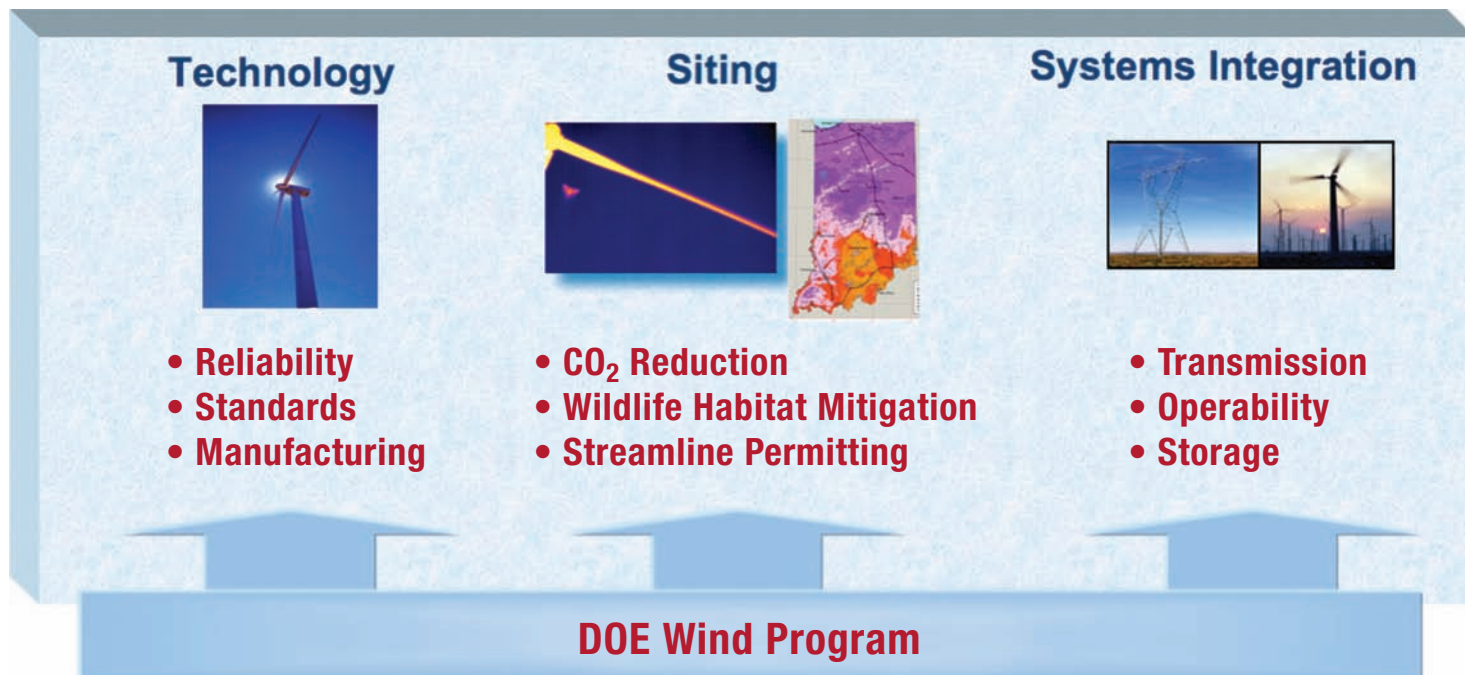 Technology
Siting
Systems Integration
• Reliability
• Standards
• Manufacturing
• CO₂ Reduction
• Wildlife Habitat Mitigation
• Streamline Permitting
• Transmission
• Operability
• Storage
DOE Wind Program